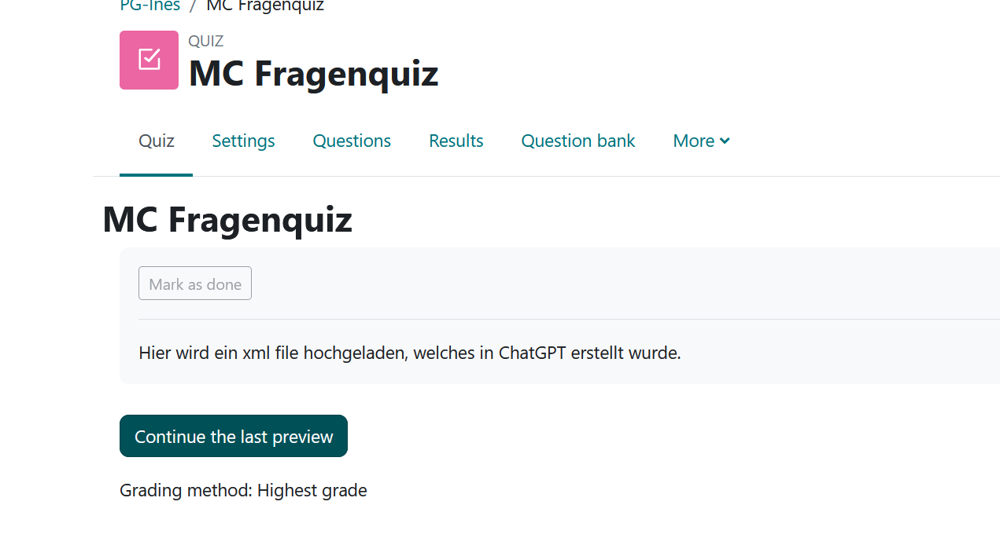 PG-Ines / MC Fragenquiz
QUIZ
MC Fragenquiz
Quiz Settings Questions Results Question bank More
MC Fragenquiz
Mark as done
Hier wird ein xml file hochgeladen, welches in ChatGPT erstellt wurde.
Continue the last preview
Grading method: Highest grade